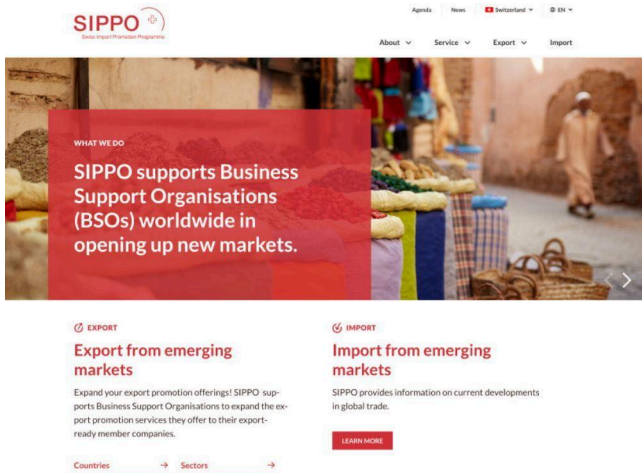 Agenda News Switzerland EN
SIPPO
Swiss Import Promotion Programme
About Service Export Import
WHAT WE DO
SIPPO supports Business
Support Organisations
(BSOs) worldwide in
opening up new markets.
EXPORT
Export from emerging
markets
Expand your export promotion offerings! SIPPO sup-
ports Business Support Organisations to expand the ex-
port promotion services they offer to their export-
ready member companies.
Countries → Sectors →
IMPORT
Import from emerging
markets
SIPPO provides information on current developments
in global trade.
LEARN MORE